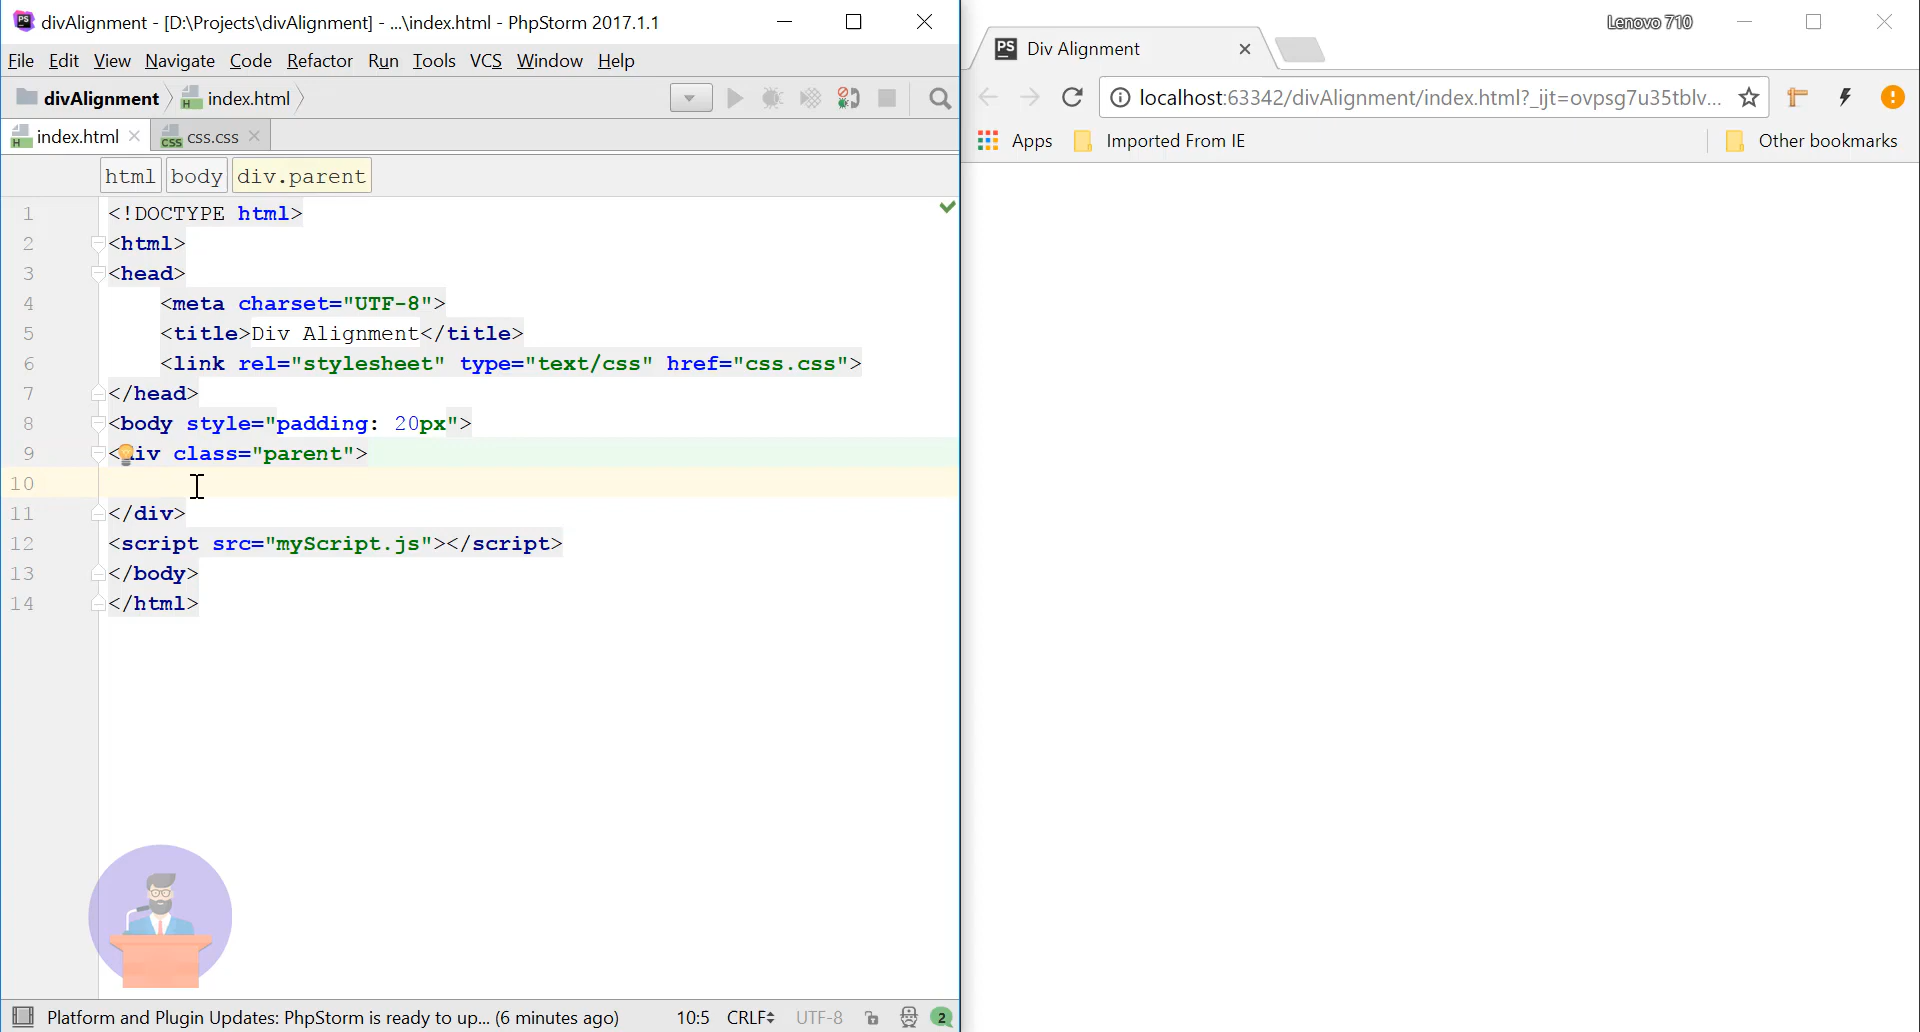 divAlignment - [D:\Projects\divAlignment] - ...\index.html - PhpStorm 2017.1.1
File Edit View Navigate Code Refactor Run Tools VCS Window Help
divAlignment index.html
index.html css.css
html body div.parent
1 <!DOCTYPE html>
2 <html>
3 <head>
4 <meta charset="UTF-8">
5 <title>Div Alignment</title>
6 <link rel="stylesheet" type="text/css" href="css.css">
7 </head>
8 <body style="padding: 20px">
9 <div class="parent">
10
11 </div>
12 <script src="myScript.js"></script>
13 </body>
14 </html>
Platform and Plugin Updates: PhpStorm is ready to up... (6 minutes ago) 10:5 CRLF UTF-8 2
Lenovo 710
PS Div Alignment
localhost:63342/divAlignment/index.html?_ijt=ovpsg7u35tblv...
Apps Imported From IE Other bookmarks